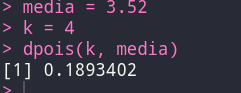 > media = 3.52
> k = 4
> dpois(k, media)
[1] 0.1893402
>